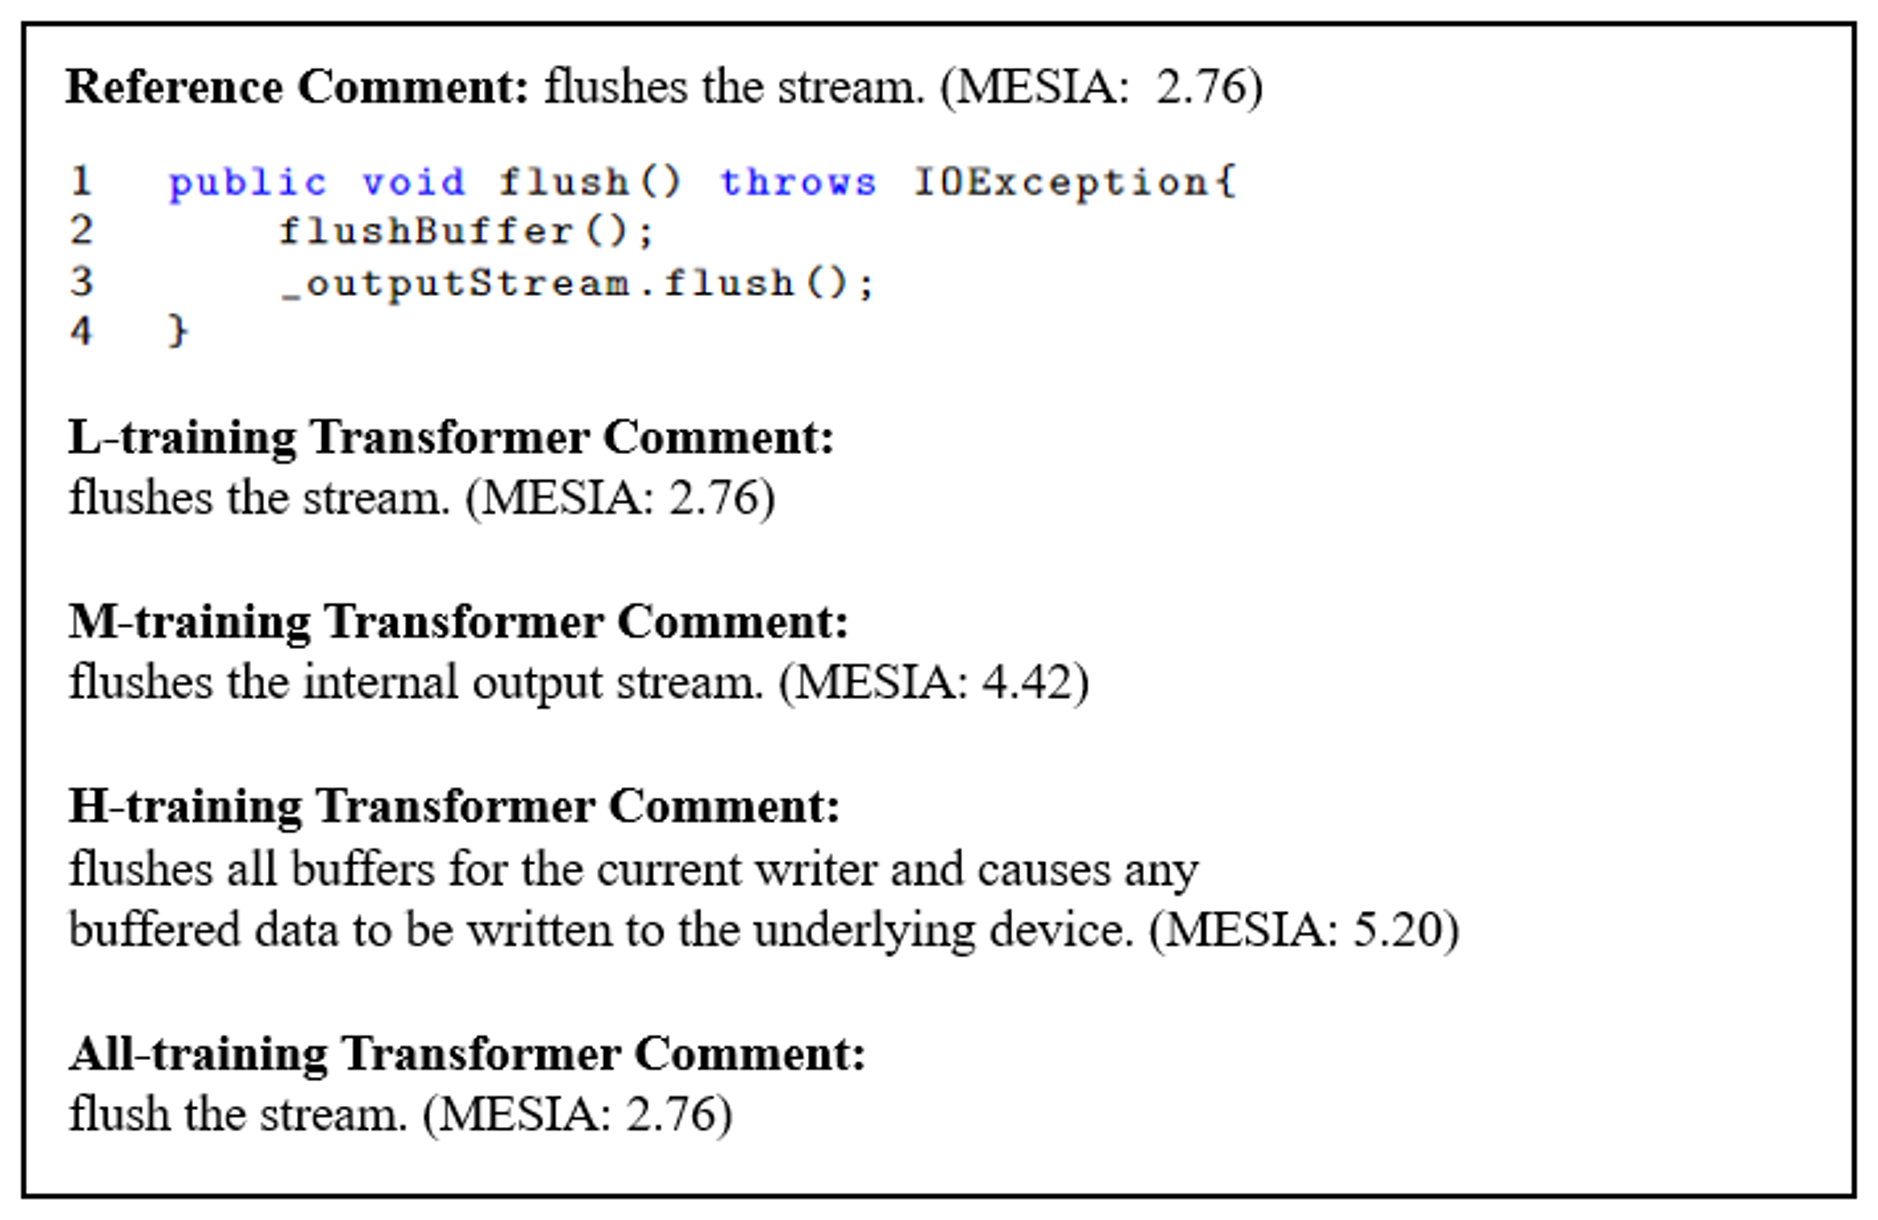 Reference Comment: flushes the stream. (MESIA:  2.76)
1 public void flush() throws IOException{
2 flushBuffer();
3 _outputStream.flush();
4 }
L-training Transformer Comment:
flushes the stream. (MESIA: 2.76)
M-training Transformer Comment:
flushes the internal output stream. (MESIA: 4.42)
H-training Transformer Comment:
flushes all buffers for the current writer and causes any
buffered data to be written to the underlying device. (MESIA: 5.20)
All-training Transformer Comment:
flush the stream. (MESIA: 2.76)